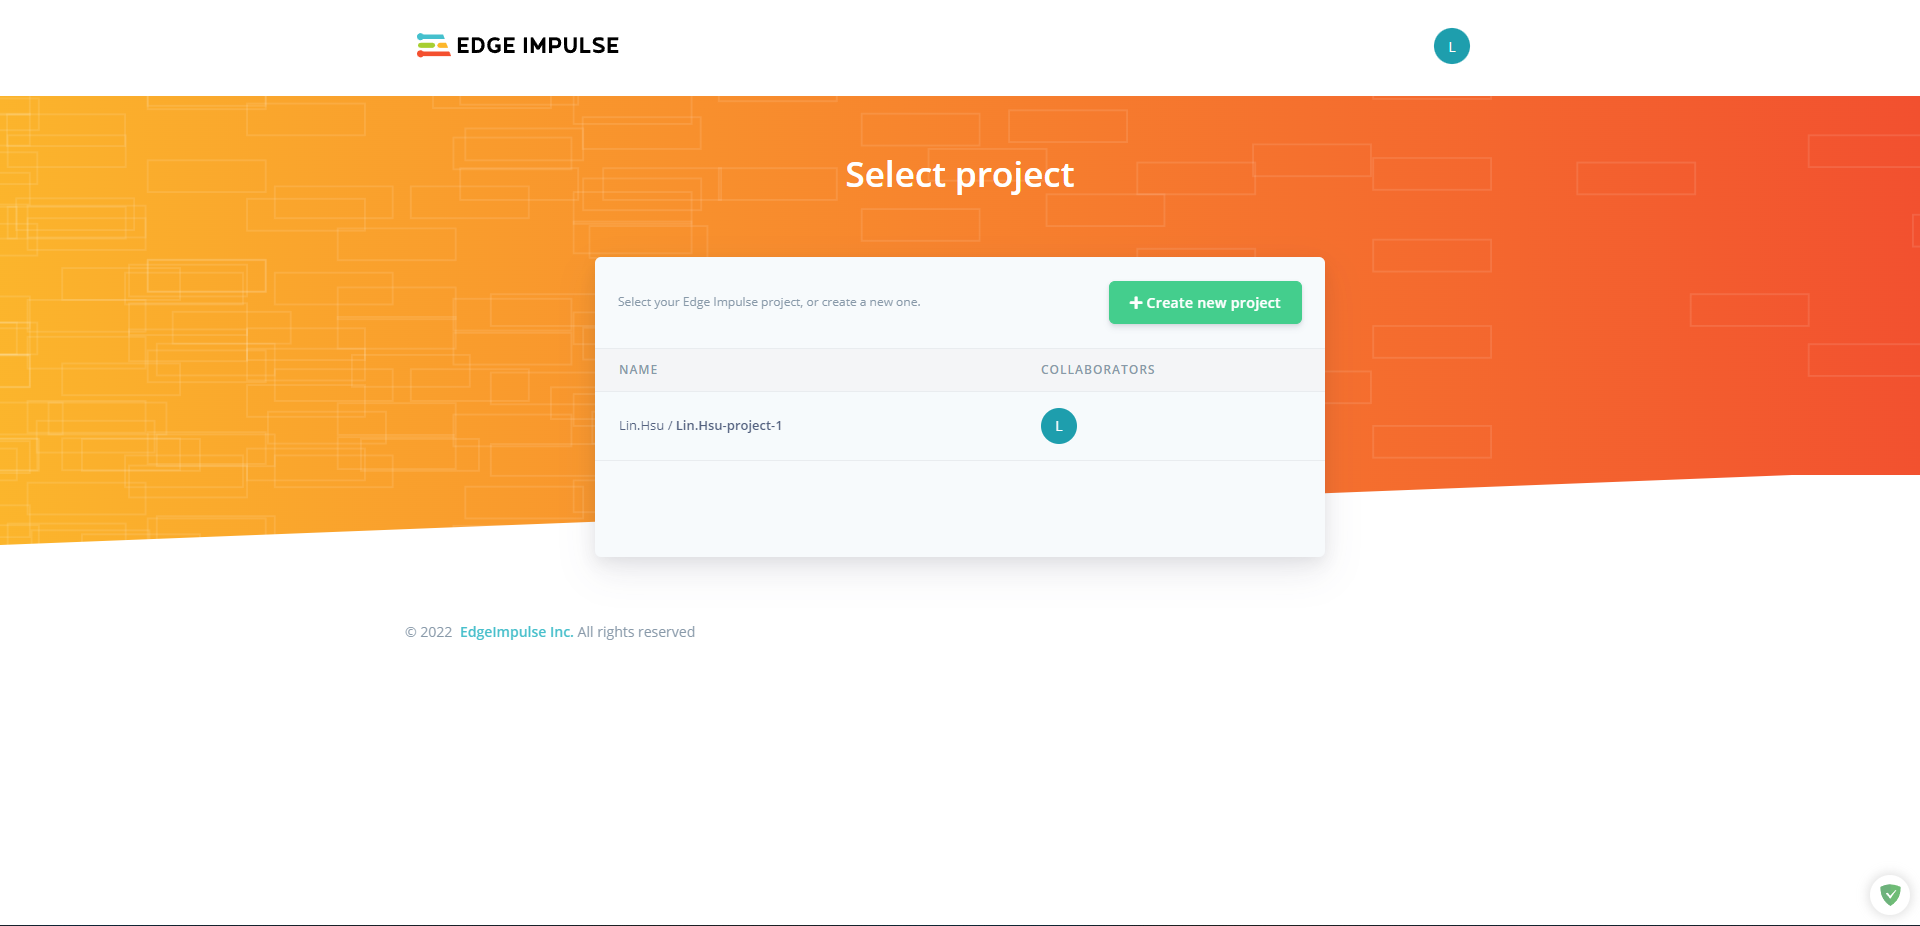 EDGE IMPULSE
L
Select project
Select your Edge Impulse project, or create a new one.
Create new project
NAME
COLLABORATORS
Lin.Hsu / Lin.Hsu-project-1
L
© 2022 EdgeImpulse Inc. All rights reserved